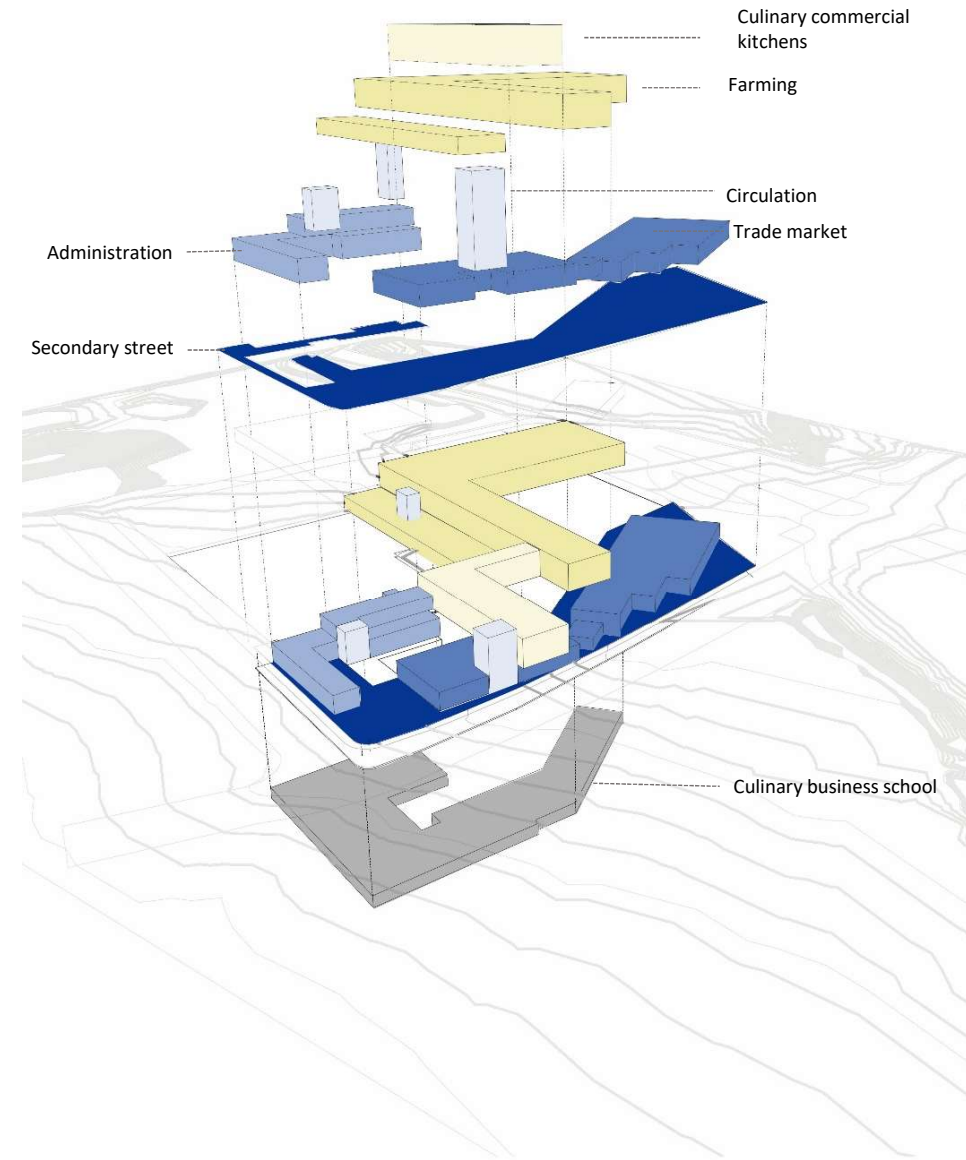 Culinary commercial
kitchens
Farming
Circulation
Trade market
Administration
Secondary street
Culinary business school